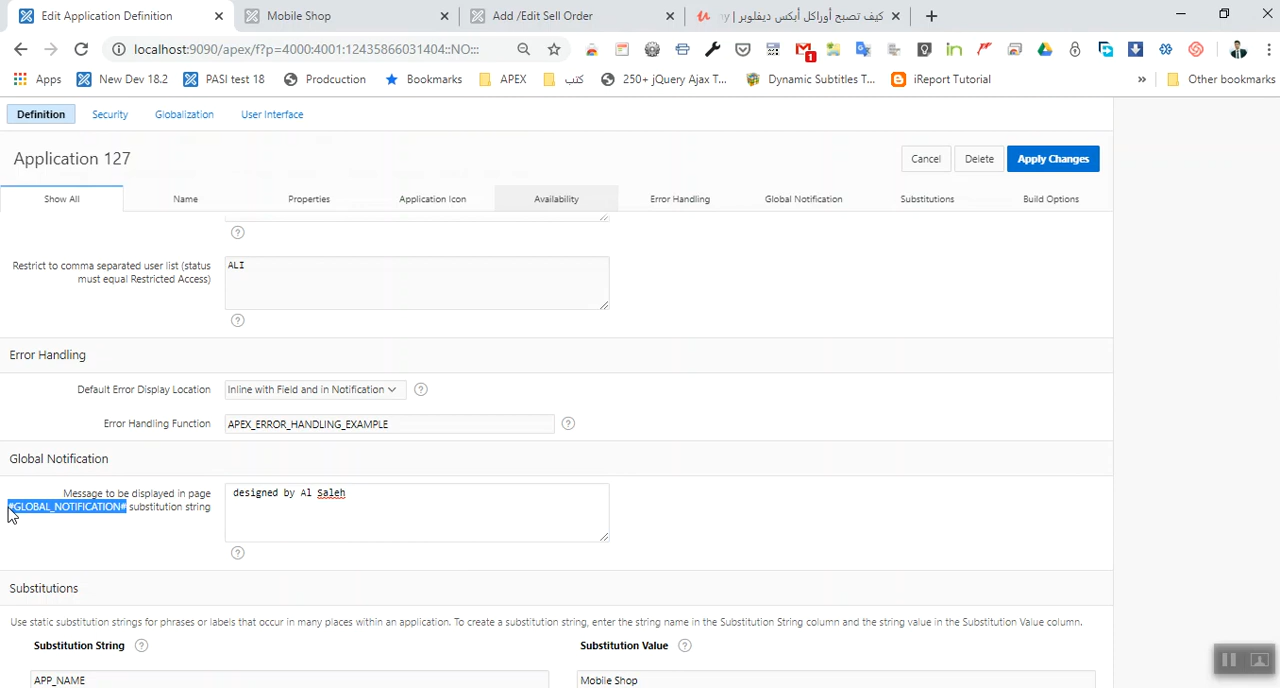 Edit Application Definition
Mobile Shop
Add /Edit Sell Order
كيف تصبح أوراكل أبكس ديفلوبر | ny
localhost:9090/apex/f?p=4000:4001:12435866031404::NO:::
Apps
New Dev 18.2
PASI test 18
Prodcuction
Bookmarks
APEX
كتب
250+ jQuery Ajax T...
Dynamic Subtitles T...
iReport Tutorial
»
Other bookmarks
Definition
Security
Globalization
User Interface
Application 127
Cancel
Delete
Apply Changes
Show All
Name
Properties
Application Icon
Availability
Error Handling
Global Notification
Substitutions
Build Options
Restrict to comma separated user list (status
must equal Restricted Access)
ALI
Error Handling
Default Error Display Location
Inline with Field and in Notification
Error Handling Function
APEX_ERROR_HANDLING_EXAMPLE
Global Notification
Message to be displayed in page
#GLOBAL_NOTIFICATION# substitution string
designed by Al Saleh
Substitutions
Use static substitution strings for phrases or labels that occur in many places within an application. To create a substitution string, enter the string name in the Substitution String column and the string value in the Substitution Value column.
Substitution String
Substitution Value
APP_NAME
Mobile Shop